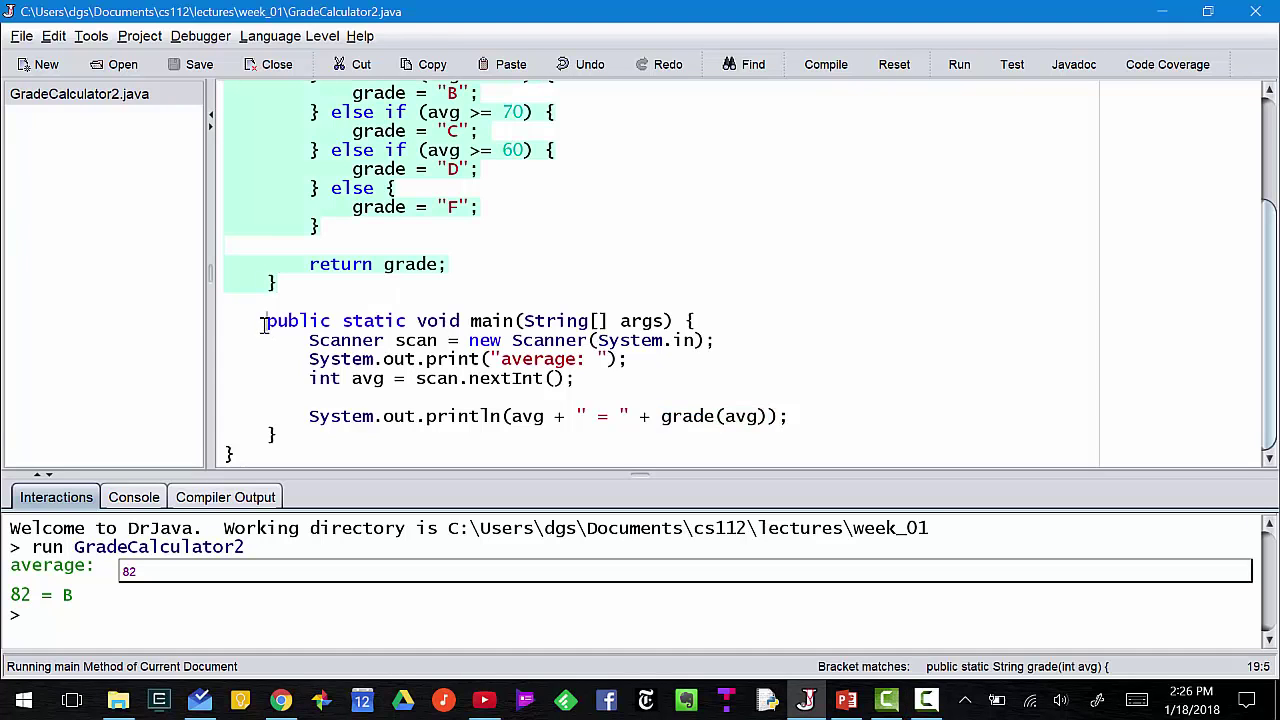 C:\Users\dgs\Documents\cs112\lectures\week_01\GradeCalculator2.java
File Edit Tools Project Debugger Language Level Help
New Open Save Close Cut Copy Paste Undo Redo Find Compile Reset Run Test Javadoc Code Coverage
GradeCalculator2.java
grade = "B";
} else if (avg >= 70) {
grade = "C";
} else if (avg >= 60) {
grade = "D";
} else {
grade = "F";
}
return grade;
}
public static void main(String[] args) {
Scanner scan = new Scanner(System.in);
System.out.print("average: ");
int avg = scan.nextInt();
System.out.println(avg + " = " + grade(avg));
}
}
Interactions Console Compiler Output
Welcome to DrJava.  Working directory is C:\Users\dgs\Documents\cs112\lectures\week_01
> run GradeCalculator2
average: 82
82 = B
>
Running main Method of Current Document Bracket matches: public static String grade(int avg) { 19:5
12 2:26 PM
1/18/2018